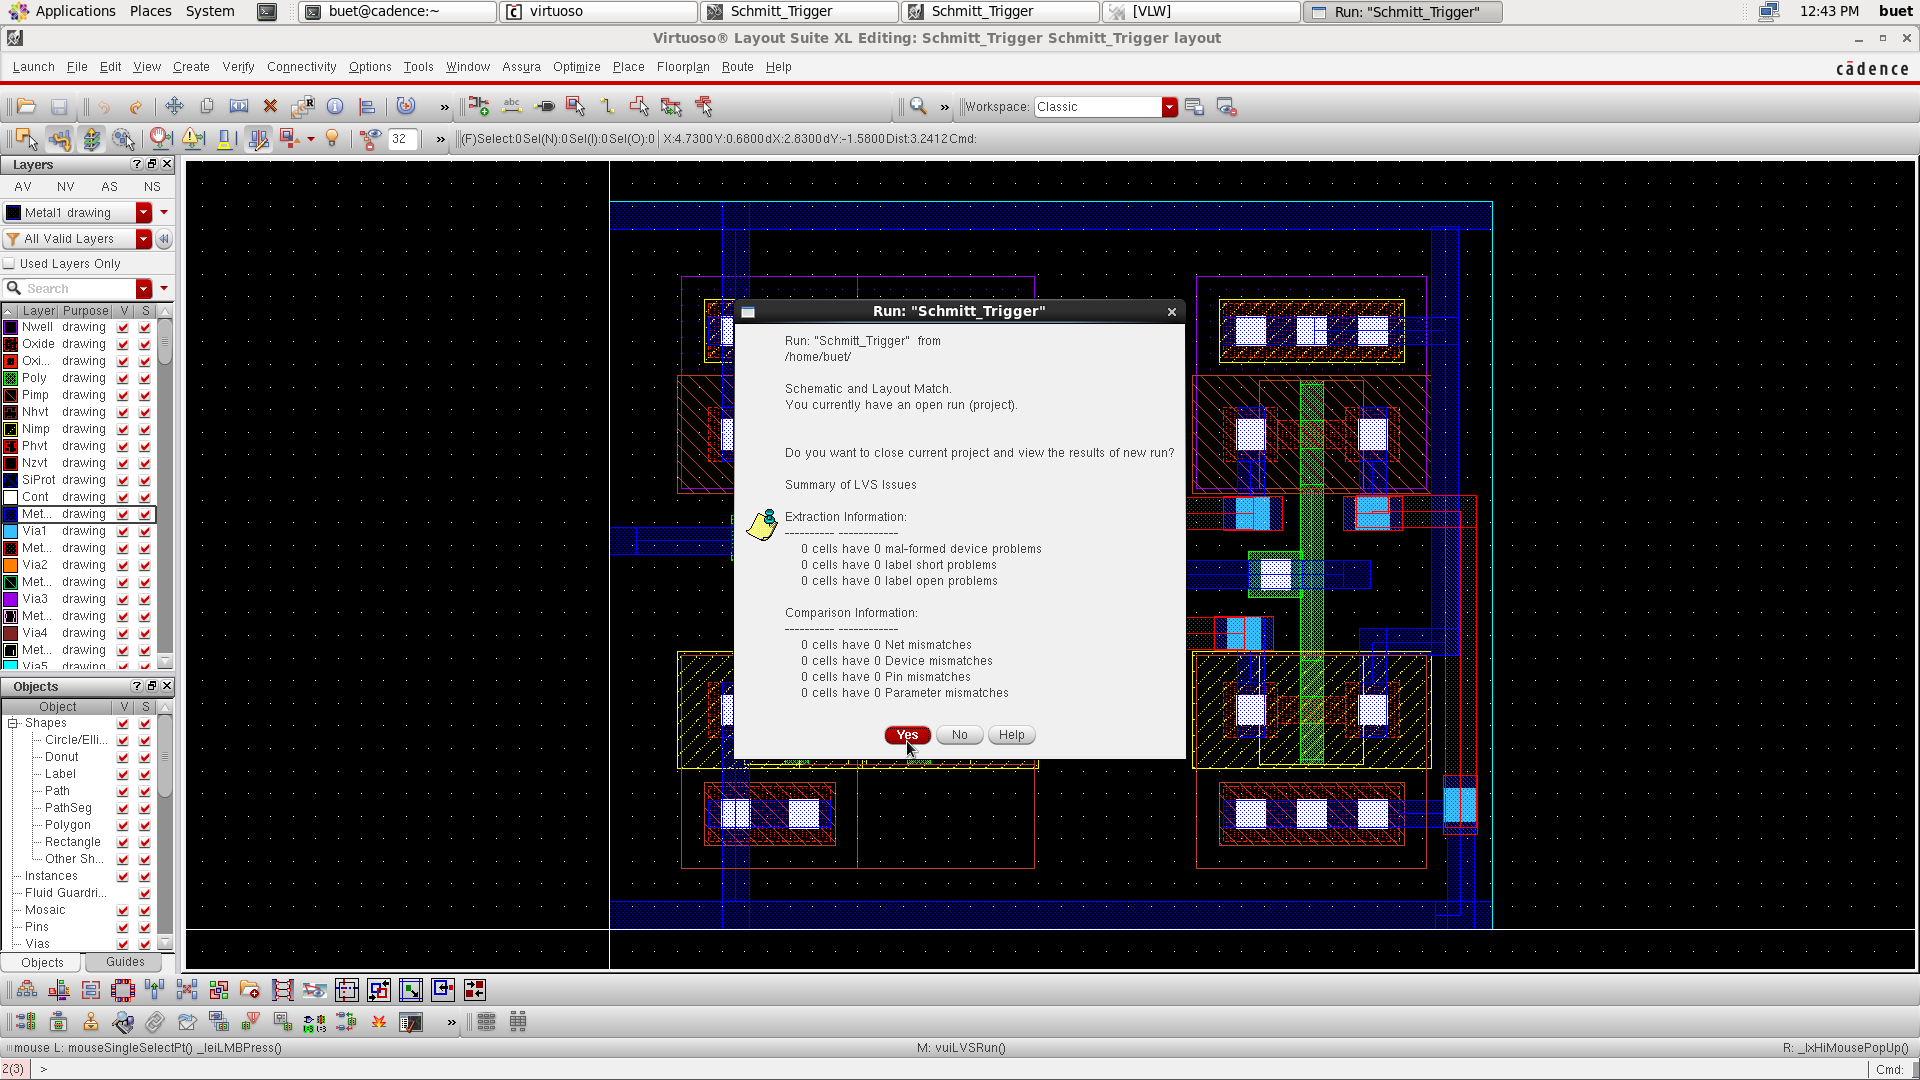 Applications Places System buet@cadence:~ virtuoso Schmitt_Trigger Schmitt_Trigger [VLW] Run: "Schmitt_Trigger" 12:43 PM buet
Virtuoso® Layout Suite XL Editing: Schmitt_Trigger Schmitt_Trigger layout
Launch File Edit View Create Verify Connectivity Options Tools Window Assura Optimize Place Floorplan Route Help cādence
abc » » Workspace: Classic
32 » (F)Select:0 Sel(N):0 Sel(I):0 Sel(O):0 X:4.7300 Y:0.6800 dX:2.8300 dY:-1.5800 Dist:3.2412 Cmd:
Layers
AV NV AS NS
Metal1 drawing
All Valid Layers
Used Layers Only
Search
Layer Purpose V S
Nwell drawing
Oxide drawing
Oxi... drawing
Poly drawing
Pimp drawing
Nhvt drawing
Nimp drawing
Phvt drawing
Nzvt drawing
SiProt drawing
Cont drawing
Met... drawing
Via1 drawing
Met... drawing
Via2 drawing
Met... drawing
Via3 drawing
Met... drawing
Via4 drawing
Met... drawing
Via5 drawing
Objects
Object V S
Shapes
Circle/Elli...
Donut
Label
Path
PathSeg
Polygon
Rectangle
Other Sh...
Instances
Fluid Guardri...
Mosaic
Pins
Vias
Objects Guides
Run: "Schmitt_Trigger"
Run: "Schmitt_Trigger" from
/home/buet/
Schematic and Layout Match.
You currently have an open run (project).
Do you want to close current project and view the results of new run?
Summary of LVS Issues
Extraction Information:
---------- ------------
0 cells have 0 mal-formed device problems
0 cells have 0 label short problems
0 cells have 0 label open problems
Comparison Information:
---------- ------------
0 cells have 0 Net mismatches
0 cells have 0 Device mismatches
0 cells have 0 Pin mismatches
0 cells have 0 Parameter mismatches
Yes No Help
»
mouse L: mouseSingleSelectPt() _leiLMBPress() M: vuiLVSRun() R: _lxHiMousePopUp()
2(3) > Cmd: